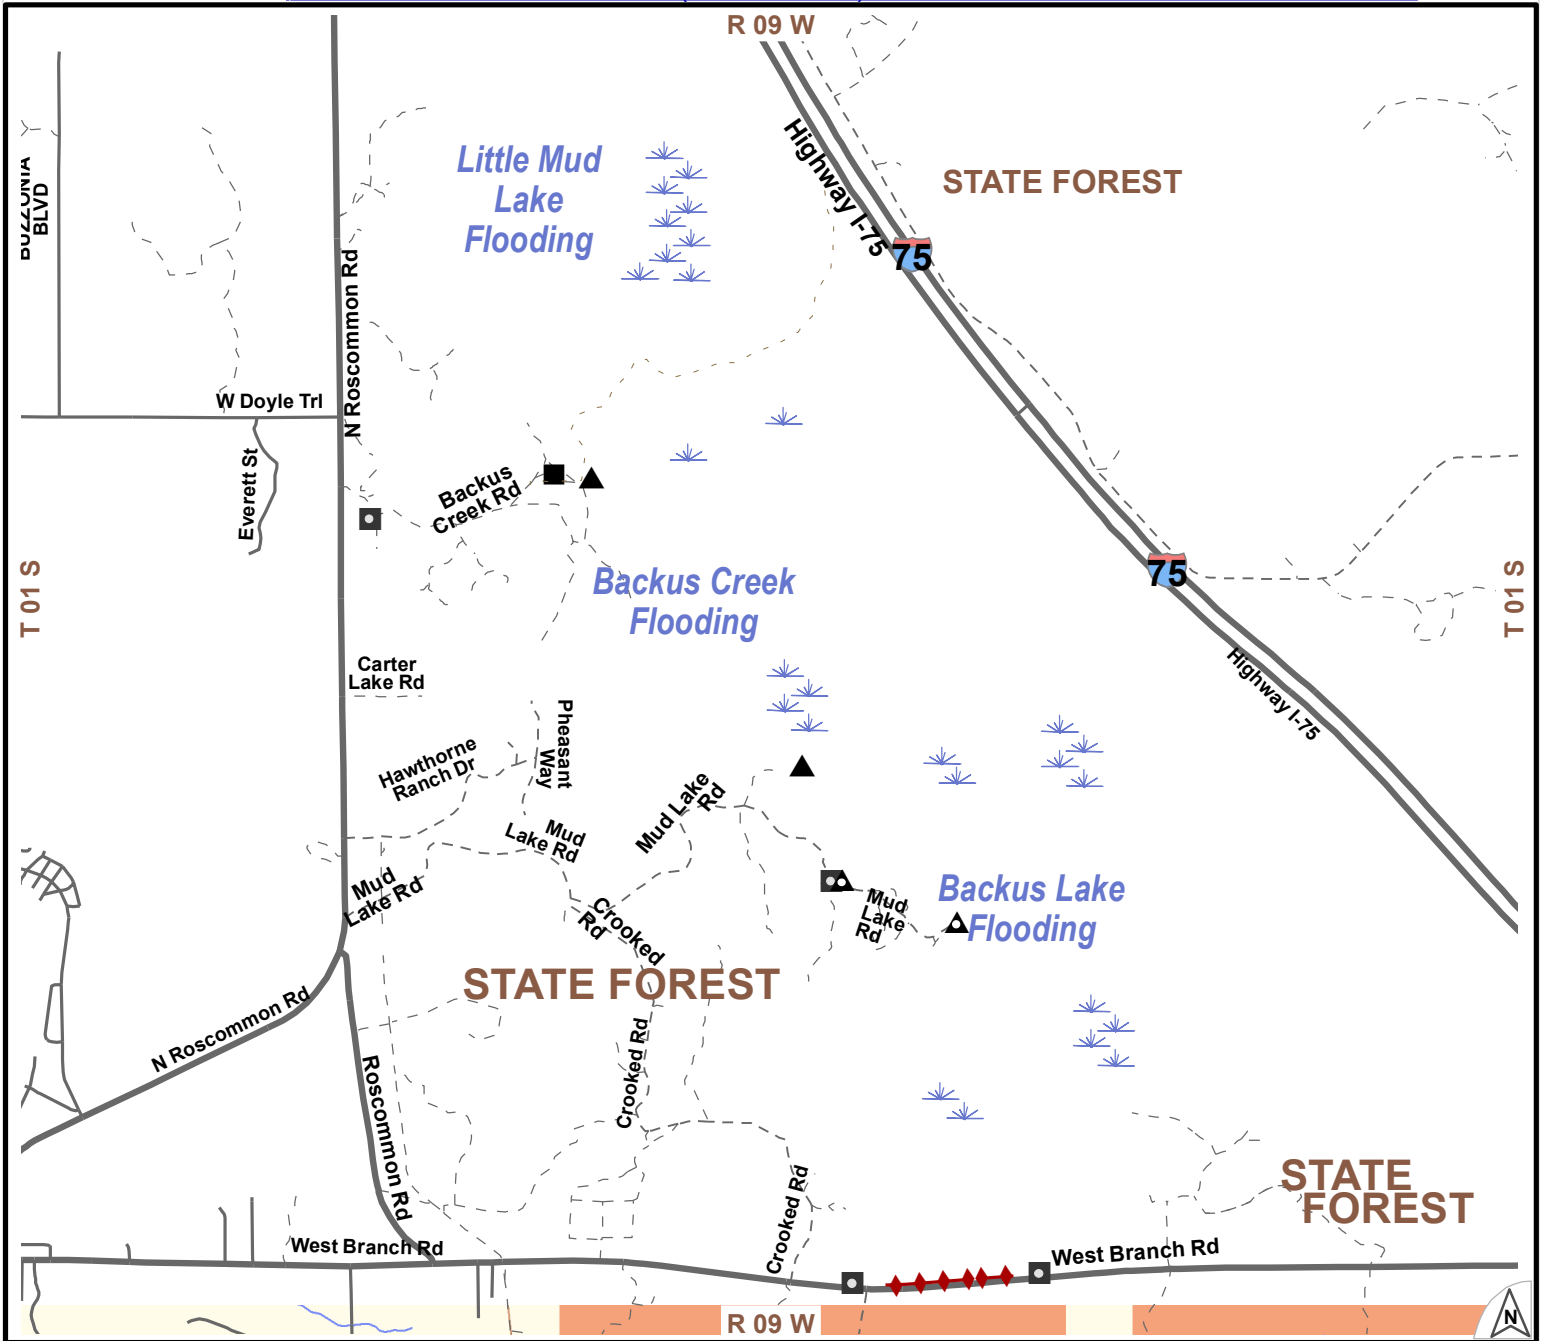 R 09 W
Highway I-75
STATE FOREST
Little Mud
Lake
Flooding
75
BLVD
N Roscommon Rd
W Doyle Trl
Everett St
Backus
Creek Rd
T 01 S
Backus Creek
Flooding
75
T 01 S
Highway I-75
Carter
Lake Rd
Pheasant
Way
Hawthorne
Ranch Dr
Mud Lake
Rd
Mud
Lake Rd
Mud
Lake Rd
Crooked
Rd
Mud
Lake
Rd
Backus Lake
Flooding
STATE FOREST
N Roscommon Rd
Crooked Rd
Roscommon Rd
Crooked Rd
STATE
FOREST
West Branch Rd
West Branch Rd
R 09 W
N